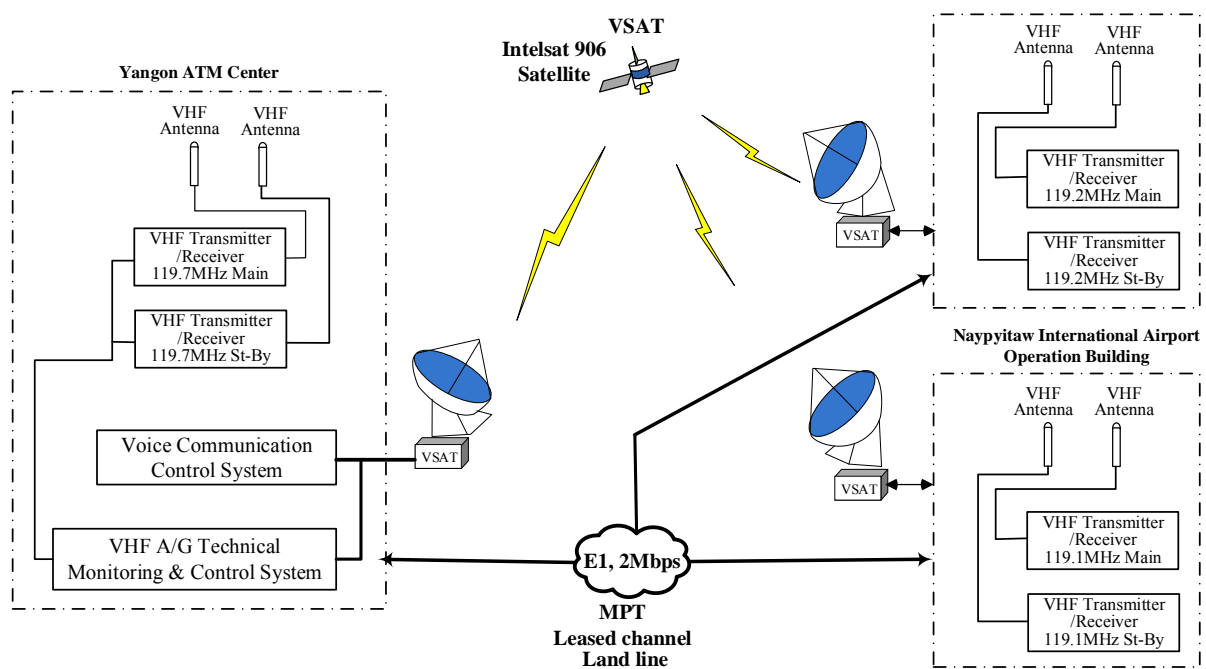 VSAT
Intelsat 906
Satellite
Yangon ATM Center
VHF
Antenna
VHF
Antenna
VHF Transmitter
/Receiver
119.7MHz Main
VHF Transmitter
/Receiver
119.7MHz St-By
Voice Communication
Control System
VHF A/G Technical
Monitoring & Control System
VSAT
VSAT
VSAT
E1, 2Mbps
MPT
Leased channel
Land line
VHF
Antenna
VHF
Antenna
VHF Transmitter
/Receiver
119.2MHz Main
VHF Transmitter
/Receiver
119.2MHz St-By
Naypyitaw International Airport
Operation Building
VHF
Antenna
VHF
Antenna
VHF Transmitter
/Receiver
119.1MHz Main
VHF Transmitter
/Receiver
119.1MHz St-By